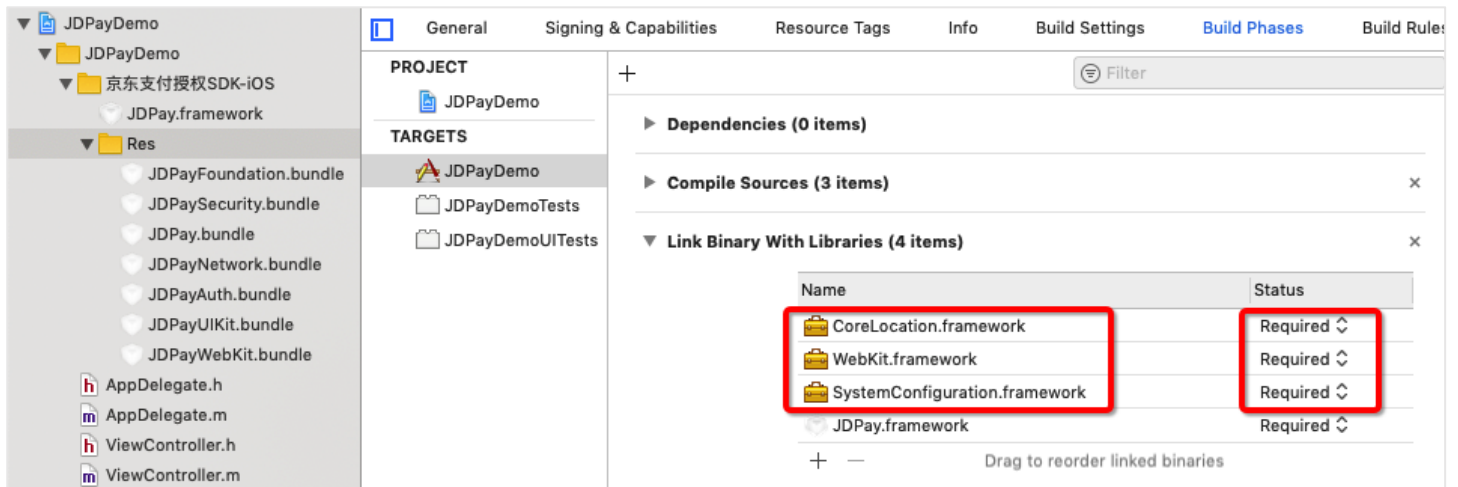 JDPayDemo
JDPayDemo
京东支付授权SDK-iOS
JDPay.framework
Res
JDPayFoundation.bundle
JDPaySecurity.bundle
JDPay.bundle
JDPayNetwork.bundle
JDPayAuth.bundle
JDPayUIKit.bundle
JDPayWebKit.bundle
h AppDelegate.h
m AppDelegate.m
h ViewController.h
m ViewController.m
General Signing & Capabilities Resource Tags Info Build Settings Build Phases Build Rules
PROJECT
JDPayDemo
TARGETS
JDPayDemo
JDPayDemoTests
JDPayDemoUITests
+ Filter
Dependencies (0 items)
Compile Sources (3 items) ×
Link Binary With Libraries (4 items) ×
Name Status
CoreLocation.framework Required
WebKit.framework Required
SystemConfiguration.framework Required
JDPay.framework Required
+ − Drag to reorder linked binaries